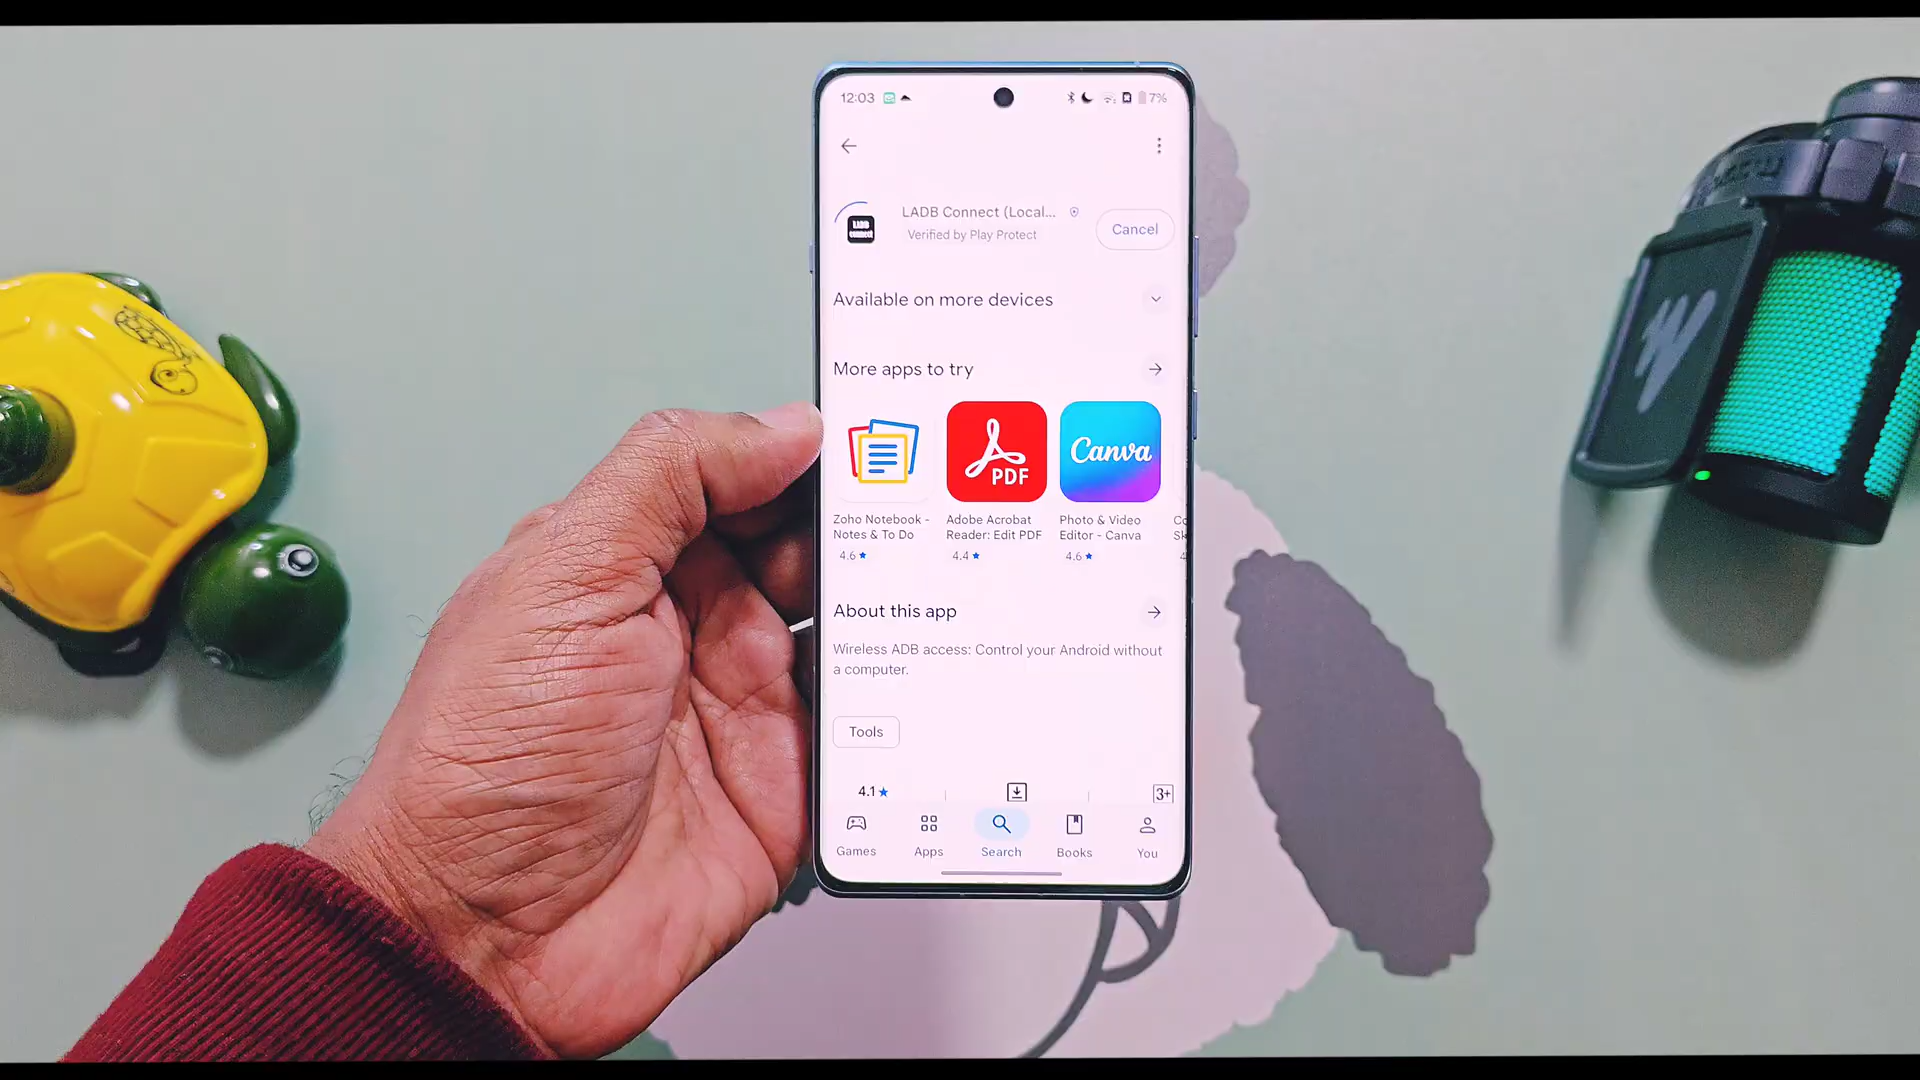 12:03
7%
LADB Connect (Local...
Verified by Play Protect
Cancel
LADB
connect
Available on more devices
More apps to try
PDF
Canva
Zoho Notebook -
Notes & To Do
4.6 ★
Adobe Acrobat
Reader: Edit PDF
4.4 ★
Photo & Video
Editor - Canva
4.6 ★
About this app
Wireless ADB access: Control your Android without
a computer.
Tools
4.1 ★
3+
Games
Apps
Search
Books
You